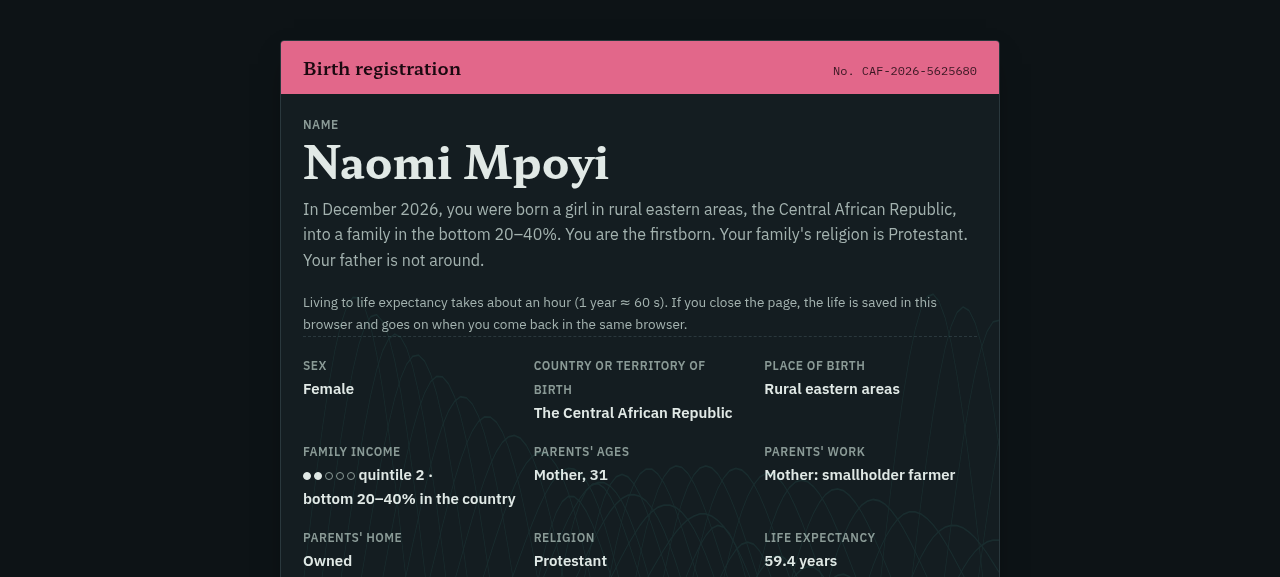 Birth registration
No. CAF-2026-5625680
NAME
Naomi Mpoyi
In December 2026, you were born a girl in rural eastern areas, the Central African Republic,
into a family in the bottom 20–40%. You are the firstborn. Your family's religion is Protestant.
Your father is not around.
Living to life expectancy takes about an hour (1 year ≈ 60 s). If you close the page, the life is saved in this
browser and goes on when you come back in the same browser.
SEX
Female
COUNTRY OR TERRITORY OF
BIRTH
The Central African Republic
PLACE OF BIRTH
Rural eastern areas
FAMILY INCOME
●●○○○ quintile 2 ·
bottom 20–40% in the country
PARENTS' AGES
Mother, 31
PARENTS' WORK
Mother: smallholder farmer
PARENTS' HOME
Owned
RELIGION
Protestant
LIFE EXPECTANCY
59.4 years